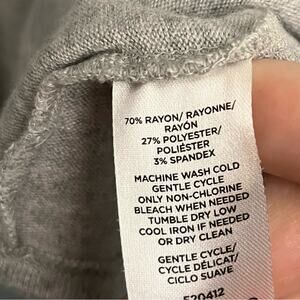 70% RAYON/ RAYONNE/
RAYÓN
27% POLYESTER/
POLIÉSTER
3% SPANDEX
MACHINE WASH COLD
GENTLE CYCLE
ONLY NON-CHLORINE
BLEACH WHEN NEEDED
TUMBLE DRY LOW
COOL IRON IF NEEDED
OR DRY CLEAN
GENTLE CYCLE/
CYCLE DÉLICAT/
CICLO SUAVE